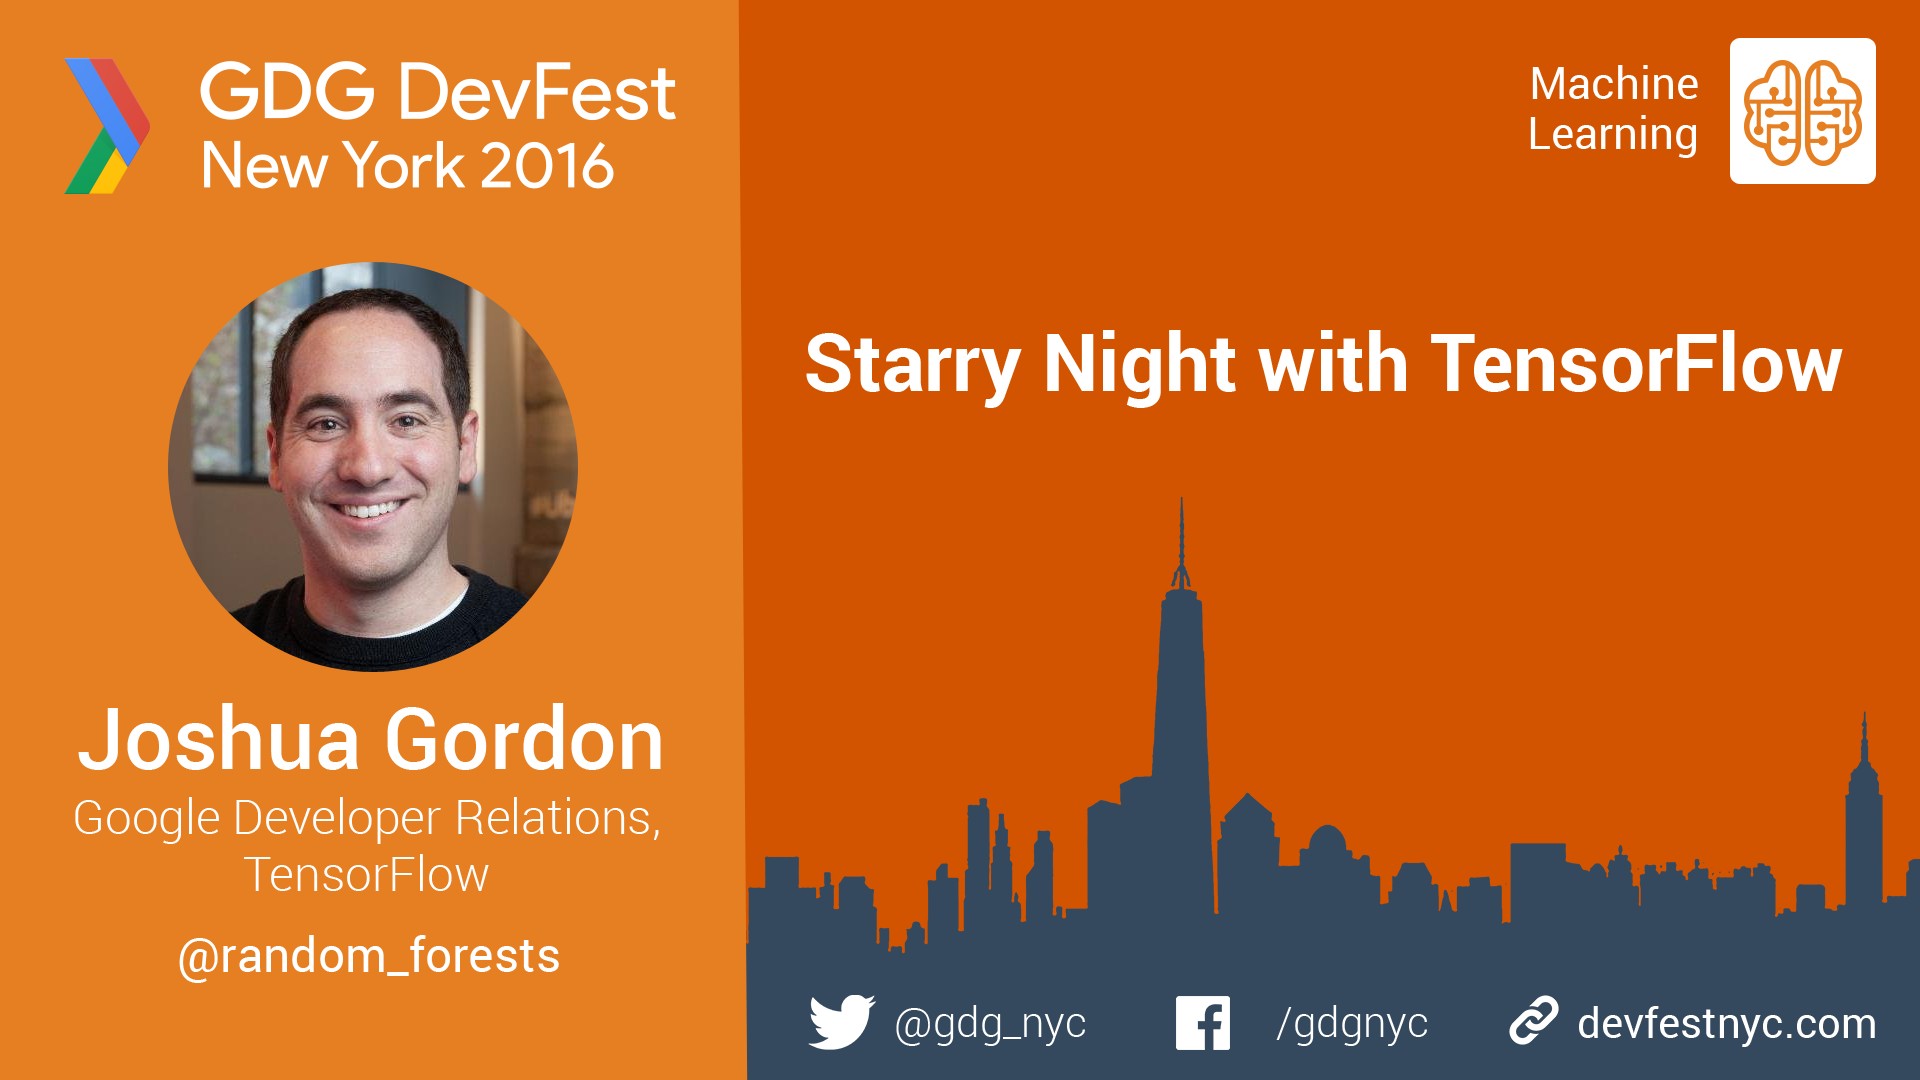 GDG DevFest
New York 2016
Machine
Learning
Starry Night with TensorFlow
Joshua Gordon
Google Developer Relations,
TensorFlow
@random_forests
@gdg_nyc
/gdgnyc
devfestnyc.com